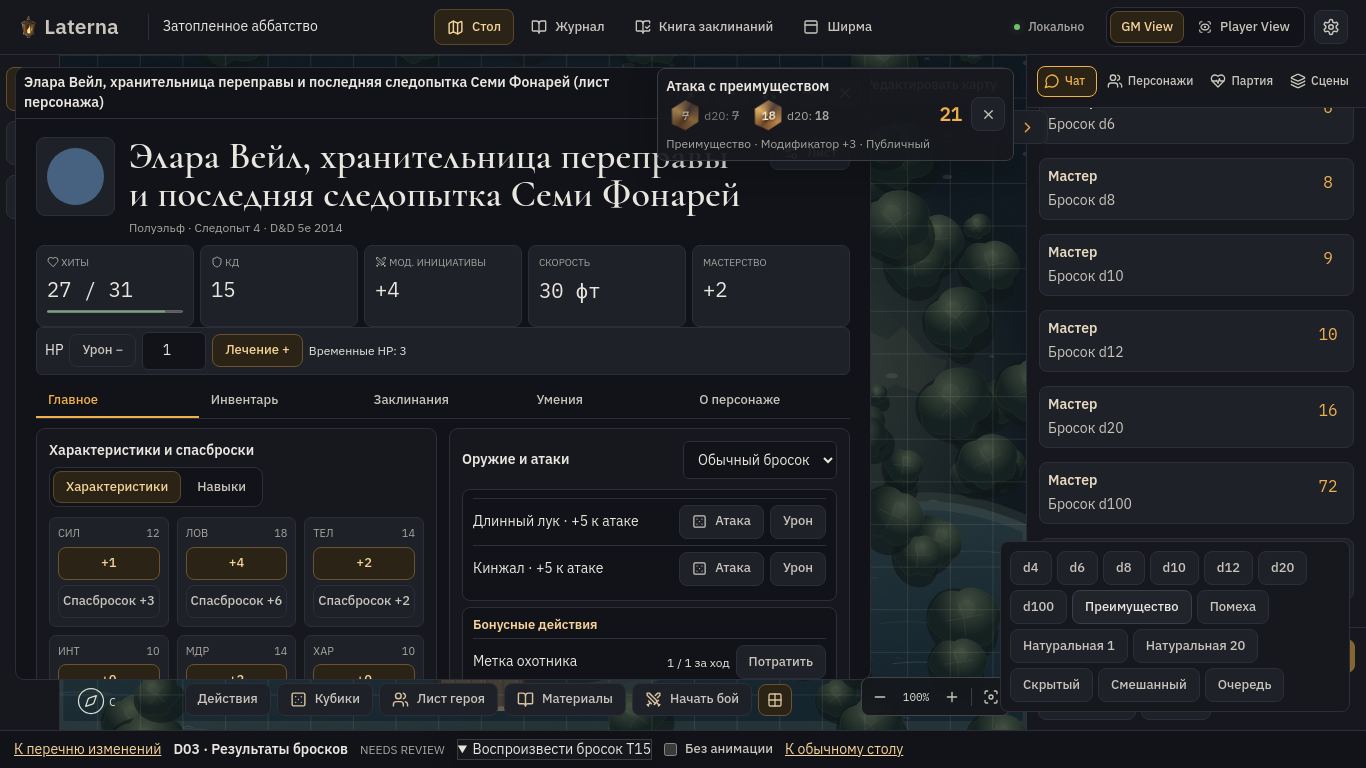 Laterna
Затопленное аббатство
Стол
Журнал
Книга заклинаний
Ширма
Локально
GM View
Player View
Элара Вейл, хранительница переправы и последняя следопытка Семи Фонарей (лист
персонажа)
Атака с преимуществом
7 d20: 7 18 d20: 18
21
Преимущество · Модификатор +3 · Публичный
Чат
Персонажи
Партия
Сцены
Элара Вейл, хранительница переправы
и последняя следопытка Семи Фонарей
Полуэльф · Следопыт 4 · D&D 5e 2014
ХИТЫ
27 / 31
КД
15
МОД. ИНИЦИАТИВЫ
+4
СКОРОСТЬ
30 фт
МАСТЕРСТВО
+2
HP
Урон −
1
Лечение +
Временные HP: 3
Главное
Инвентарь
Заклинания
Умения
О персонаже
Характеристики и спасброски
Характеристики
Навыки
СИЛ 12
+1
Спасбросок +3
ЛОВ 18
+4
Спасбросок +6
ТЕЛ 14
+2
Спасбросок +2
ИНТ 10
МДР 14
ХАР 10
Оружие и атаки
Обычный бросок
Длинный лук · +5 к атаке
Атака
Урон
Кинжал · +5 к атаке
Атака
Урон
Бонусные действия
Метка охотника
1 / 1 за ход
Потратить
Бросок d6
Мастер
Бросок d8
8
Мастер
Бросок d10
9
Мастер
Бросок d12
10
Мастер
Бросок d20
16
Мастер
Бросок d100
72
d4
d6
d8
d10
d12
d20
d100
Преимущество
Помеха
Натуральная 1
Натуральная 20
Скрытый
Смешанный
Очередь
С
Действия
Кубики
Лист героя
Материалы
Начать бой
100%
К перечню изменений
D03 · Результаты бросков
NEEDS REVIEW
Воспроизвести бросок T15
Без анимации
К обычному столу